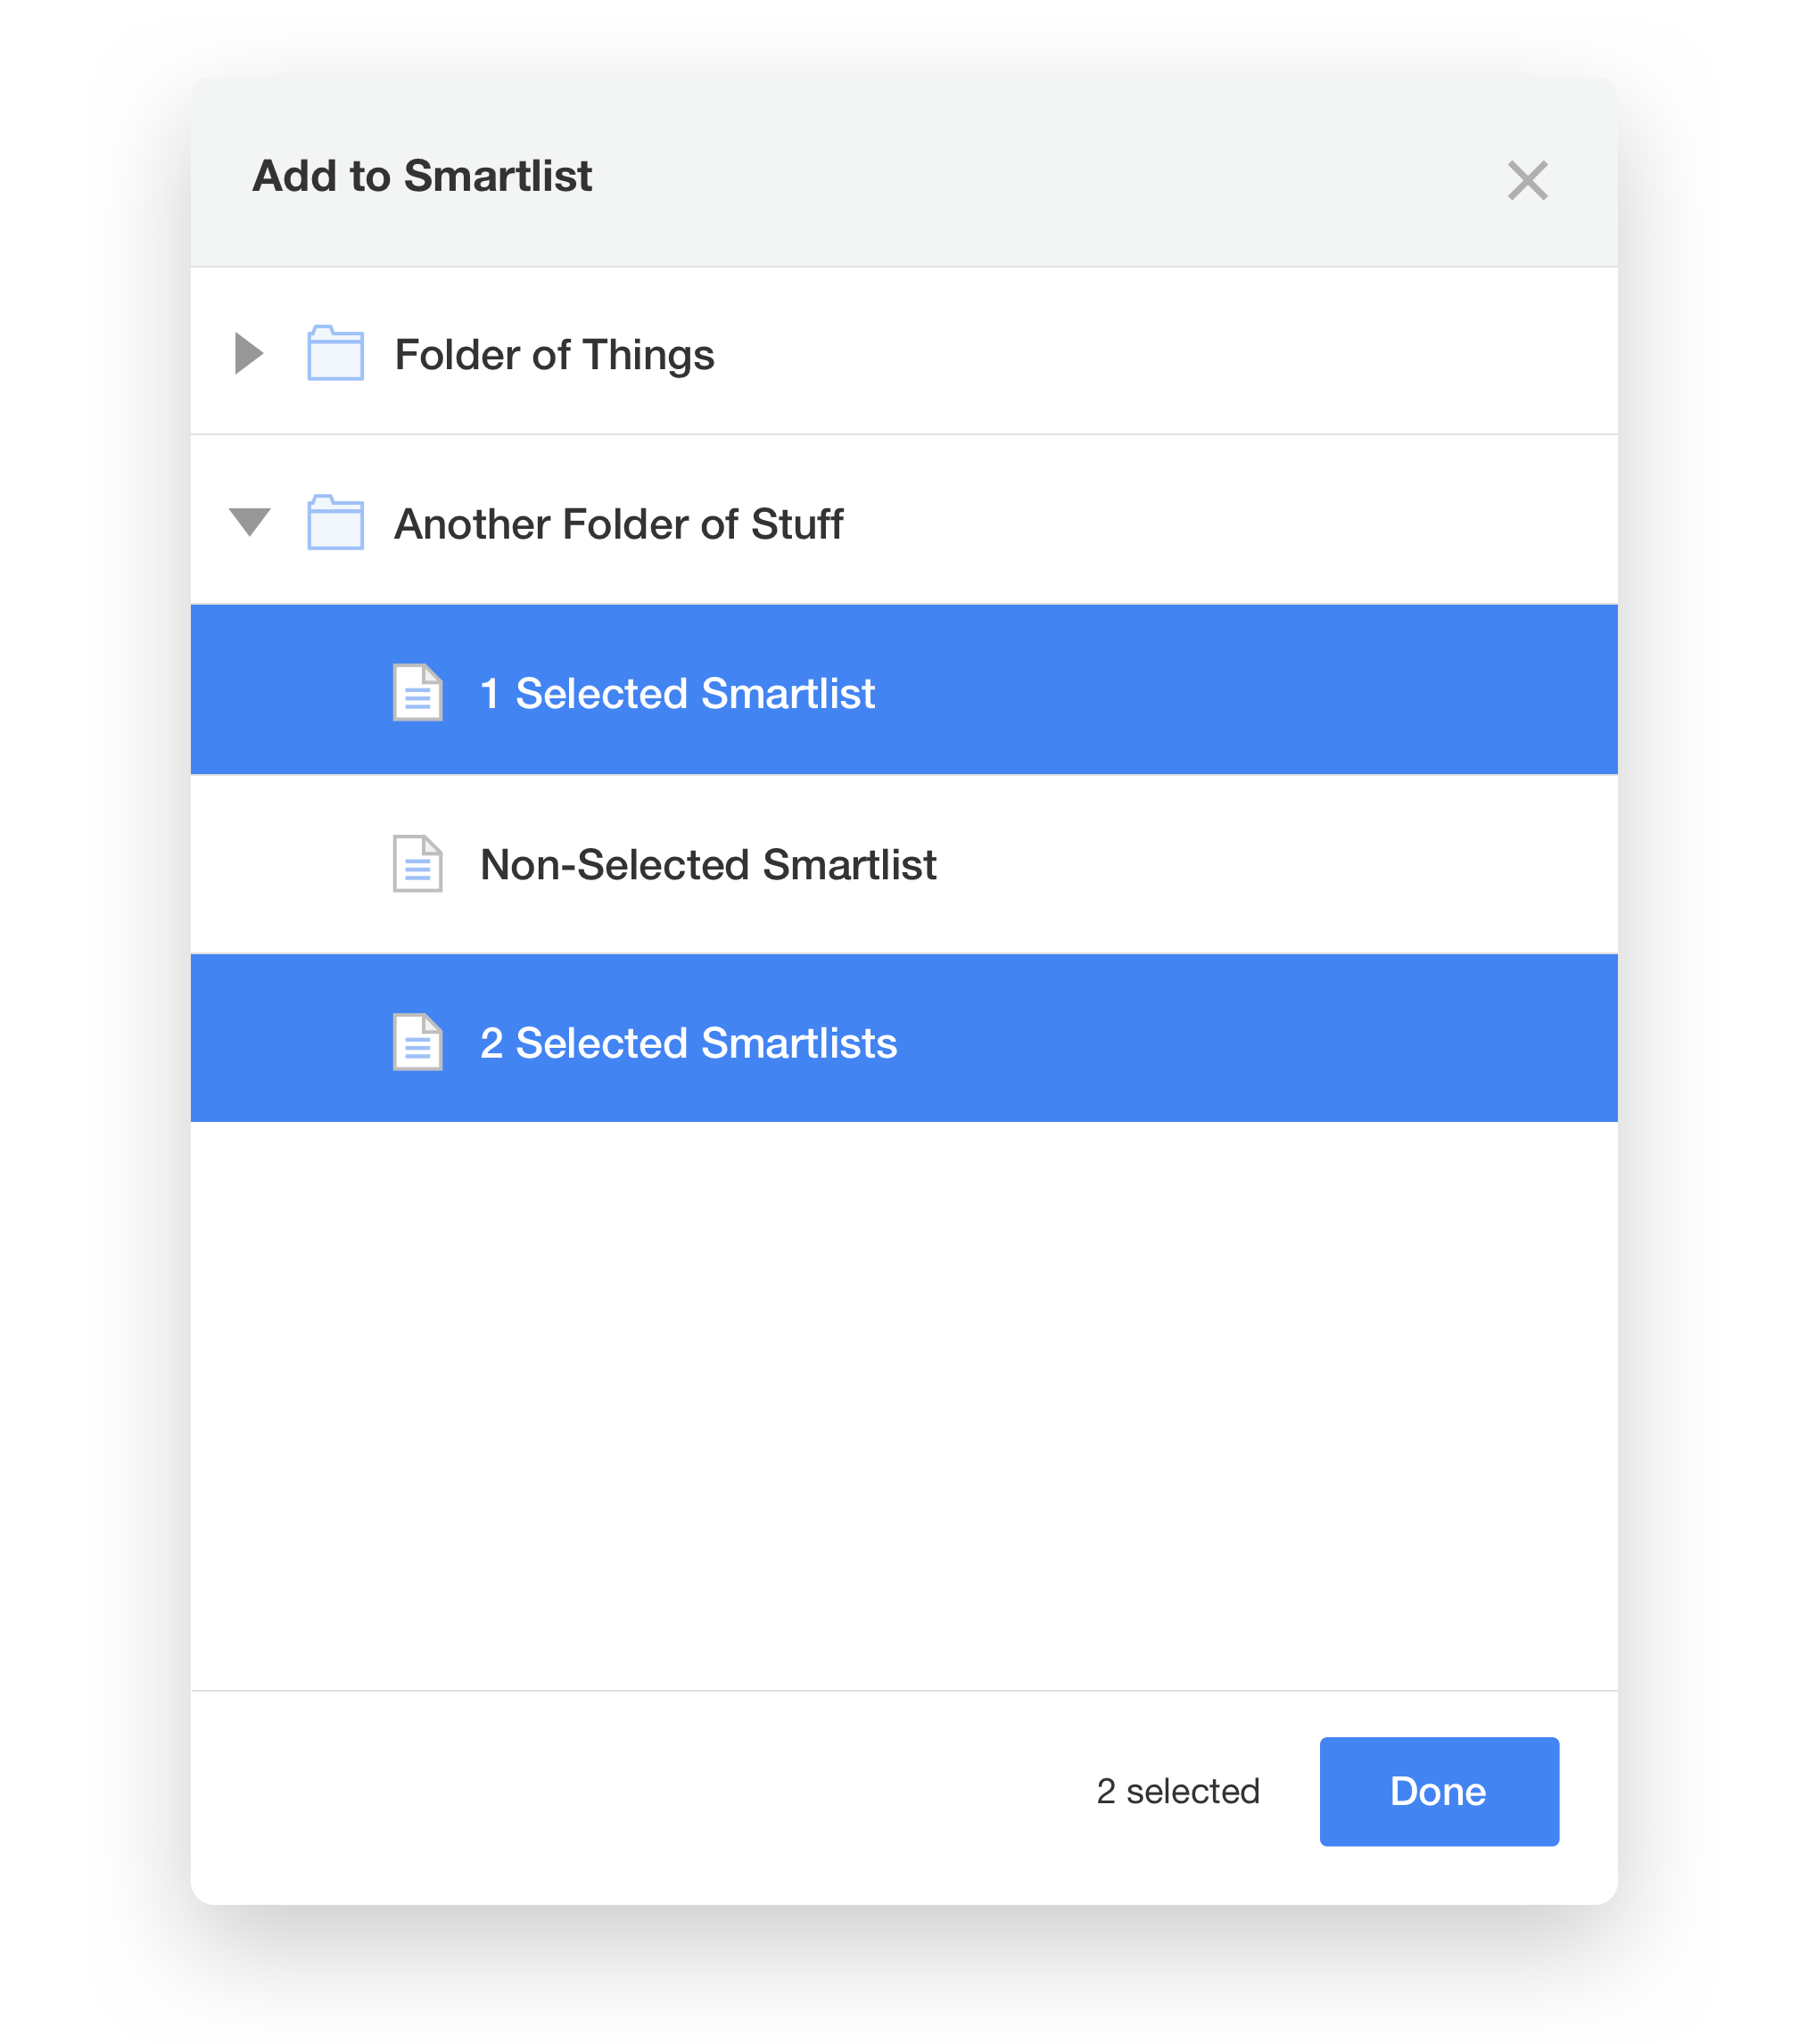 Add to Smartlist
Folder of Things
Another Folder of Stuff
1 Selected Smartlist
Non-Selected Smartlist
2 Selected Smartlists
2 selected
Done